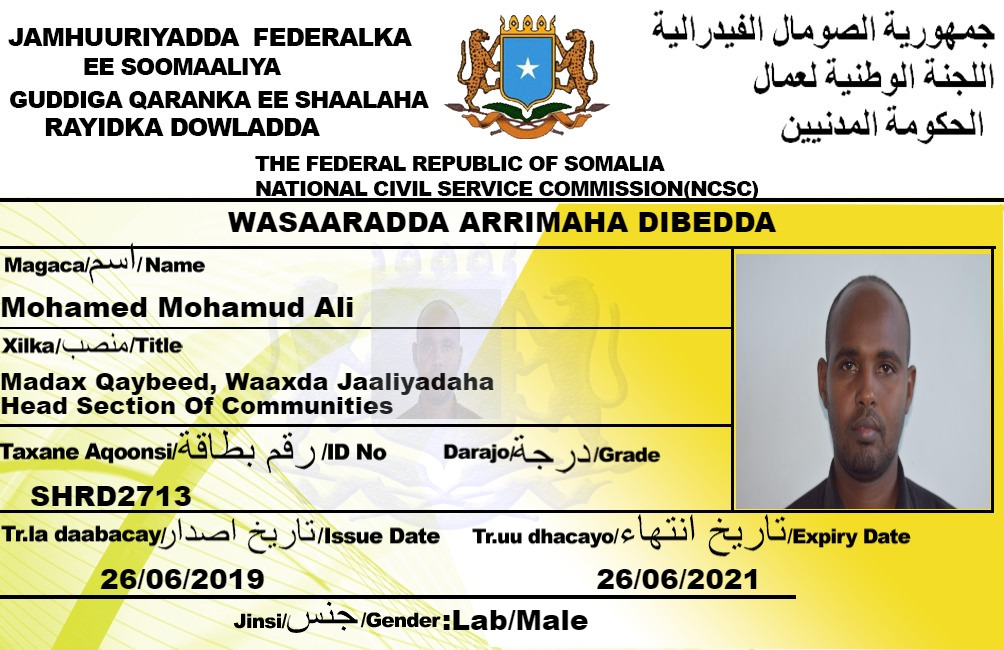 JAMHUURIYADDA FEDERALKA
EE SOOMAALIYA
GUDDIGA QARANKA EE SHAALAHA
RAYIDKA DOWLADDA
جمهورية الصومال الفيدرالية
اللجنة الوطنية لعمال
الحكومة المدنيين
THE FEDERAL REPUBLIC OF SOMALIA
NATIONAL CIVIL SERVICE COMMISSION(NCSC)
WASAARADDA ARRIMAHA DIBEDDA
Magaca/اسم/Name
Mohamed Mohamud Ali
Xilka/منصب/Title
Madax Qaybeed, Waaxda Jaaliyadaha
Head Section Of Communities
Taxane Aqoonsi/رقم بطاقة/ID No
Darajo/درجة/Grade
SHRD2713
Tr.la daabacay/تاريخ اصدار/Issue Date
Tr.uu dhacayo/تاريخ انتهاء/Expiry Date
26/06/2019
26/06/2021
Jinsi/جنس/Gender:Lab/Male